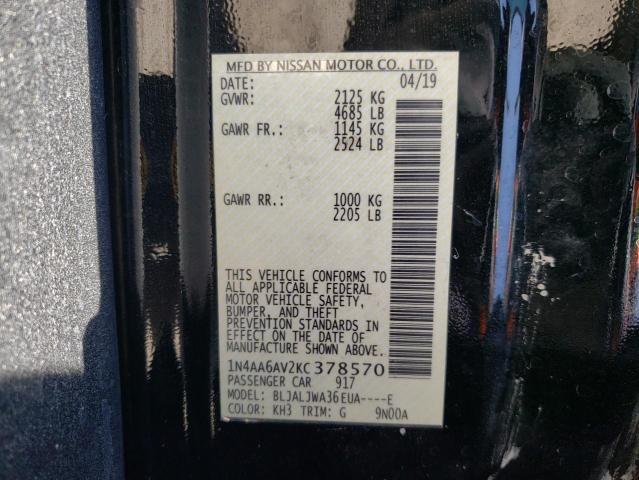 MFD BY NISSAN MOTOR CO., LTD.
DATE: 04/19
GVWR: 2125 KG
4685 LB
GAWR FR.: 1145 KG
2524 LB
GAWR RR.: 1000 KG
2205 LB
THIS VEHICLE CONFORMS TO
ALL APPLICABLE FEDERAL
MOTOR VEHICLE SAFETY,
BUMPER, AND THEFT
PREVENTION STANDARDS IN
EFFECT ON THE DATE OF
MANUFACTURE SHOWN ABOVE.
1N4AA6AV2KC378570
PASSENGER CAR 917
MODEL: BLJALJWA36EUA----E
COLOR: KH3 TRIM: G 9N00A